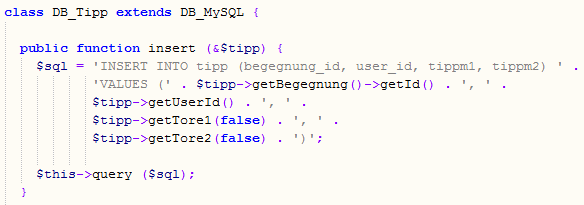 class DB_Tipp extends DB_MySQL {
public function insert (&$tipp) {
$sql = 'INSERT INTO tipp (begegnung_id, user_id, tippm1, tippm2) ' .
'VALUES (' . $tipp->getBegegnung()->getId() . ', ' .
$tipp->getUserId() . ', ' .
$tipp->getTore1(false) . ', ' .
$tipp->getTore2(false) . ')';
$this->query ($sql);
}